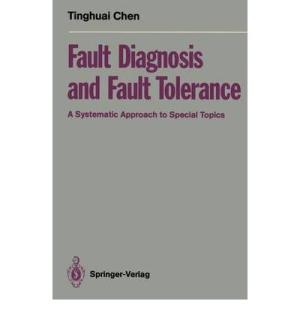 Tinghuai Chen
Fault Diagnosis
and Fault Tolerance
A Systematic Approach to Special Topics
Springer-Verlag